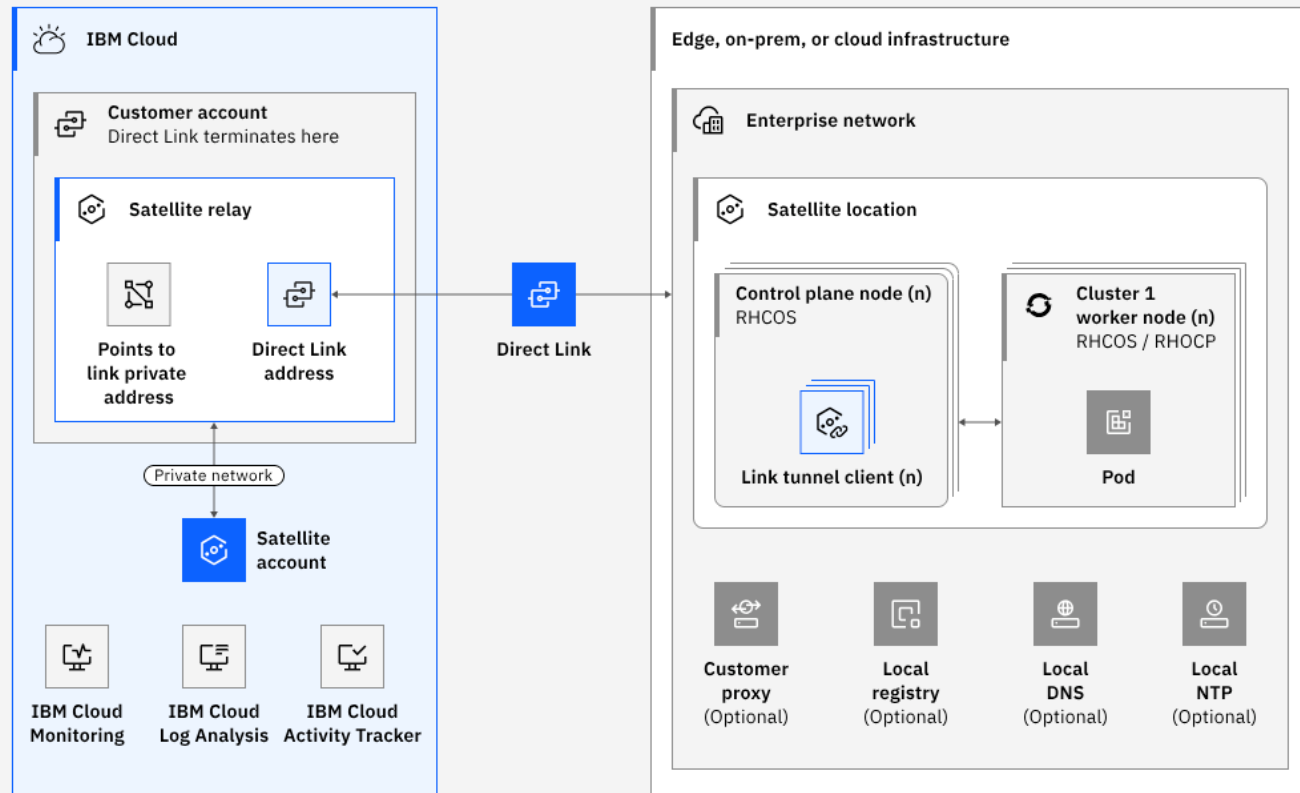 IBM Cloud
Customer account
Direct Link terminates here
Satellite relay
Points to
link private
address
Direct Link
address
Private network
Satellite
account
IBM Cloud
Monitoring
IBM Cloud
Log Analysis
IBM Cloud
Activity Tracker
Direct Link
Edge, on-prem, or cloud infrastructure
Enterprise network
Satellite location
Control plane node (n)
RHCOS
Link tunnel client (n)
Cluster 1
worker node (n)
RHCOS / RHOCP
Pod
Customer
proxy
(Optional)
Local
registry
(Optional)
Local
DNS
(Optional)
Local
NTP
(Optional)